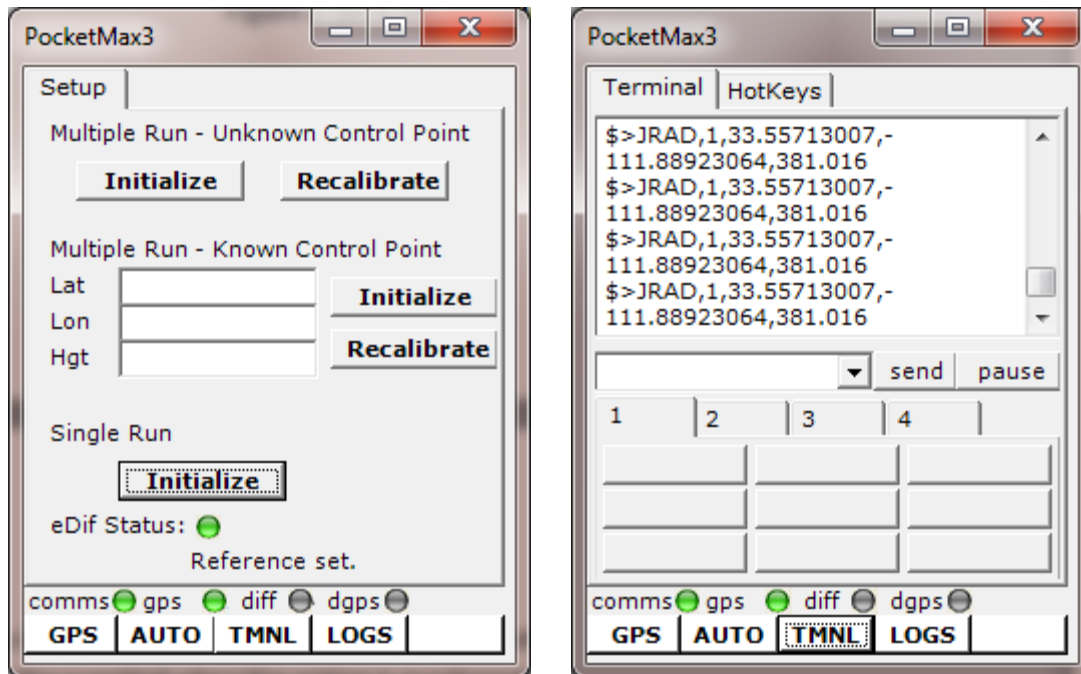 PocketMax3
Setup
Multiple Run - Unknown Control Point
Initialize Recalibrate
Multiple Run - Known Control Point
Lat
Initialize
Lon
Hgt
Recalibrate
Single Run
Initialize
eDif Status:
Reference set.
comms gps diff dgps
GPS AUTO TMNL LOGS
PocketMax3
Terminal HotKeys
$>JRAD,1,33.55713007,-
111.88923064,381.016
$>JRAD,1,33.55713007,-
111.88923064,381.016
$>JRAD,1,33.55713007,-
111.88923064,381.016
$>JRAD,1,33.55713007,-
111.88923064,381.016
send pause
1 2 3 4
comms gps diff dgps
GPS AUTO TMNL LOGS